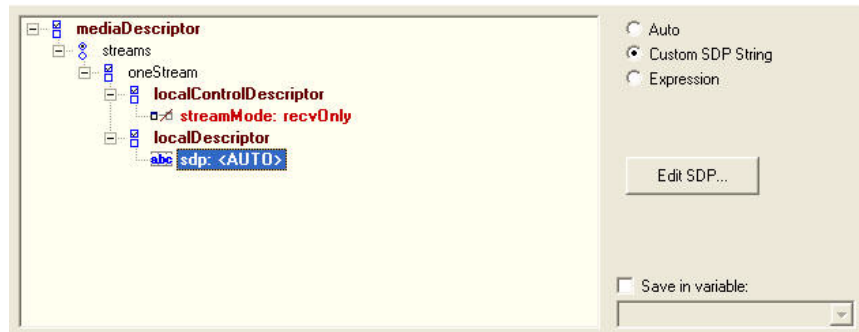 mediaDescriptor
streams
oneStream
localControlDescriptor
streamMode: recvOnly
localDescriptor
abc sdp: <AUTO>
Auto
Custom SDP String
Expression
Edit SDP...
Save in variable: